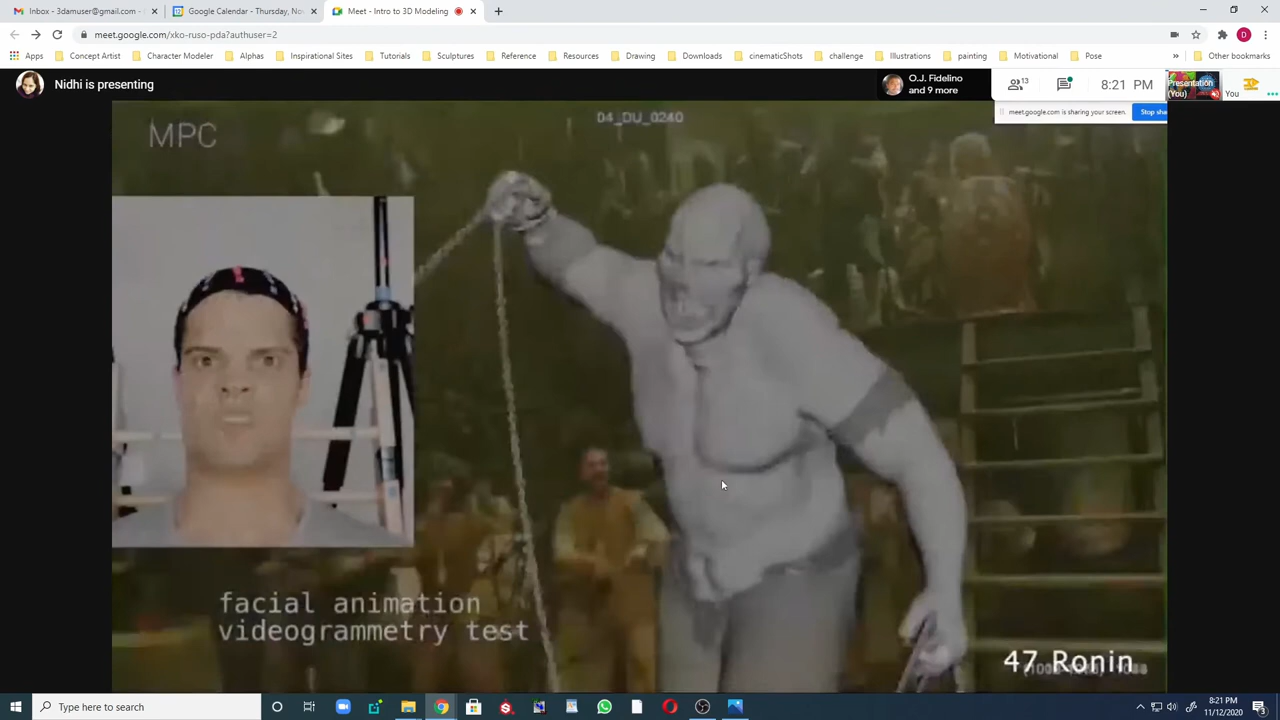 Inbox - 3damuser@gmail.com -
Google Calendar - Thursday, No
Meet - Intro to 3D Modeling
meet.google.com/xko-ruso-pda?authuser=2
Apps
Concept Artist
Character Modeler
Alphas
Inspirational Sites
Tutorials
Sculptures
Reference
Resources
Drawing
Downloads
cinematicShots
challenge
Illustrations
painting
Motivational
Pose
Other bookmarks
Nidhi is presenting
O.J. Fidelino
and 9 more
13
8:21 PM
Presentation
(You)
You
meet.google.com is sharing your screen.
Stop sha
MPC
D4_DU_0240
facial animation
videogrammetry test
47 Ronin
Type here to search
8:21 PM
11/12/2020